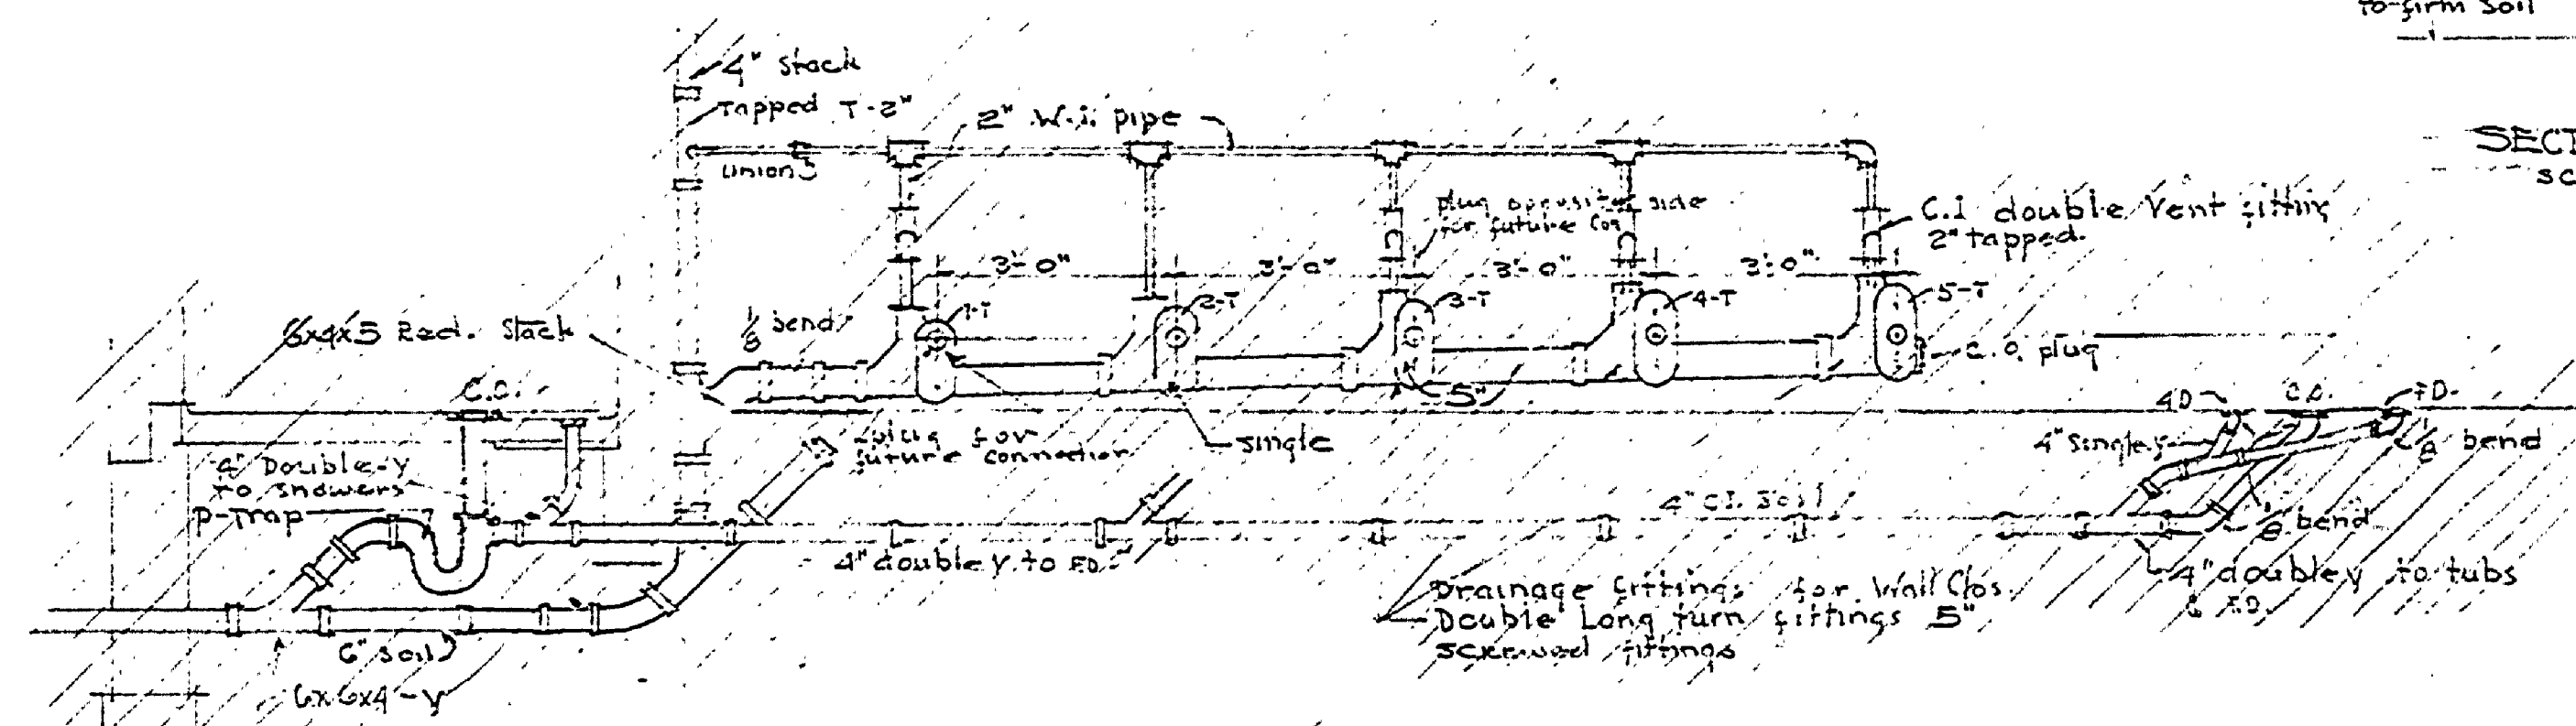 to firm soil
4" Stack
Tapped T-2"
2" W.I. pipe
SECT
SC
Union
plug opposite side
for future Con
C.I double Vent fitting
2" tapped.
3'-0"
3'-0"
3'-0"
3'-0"
1-T
2-T
3-T
4-T
5-T
1/8 bend
6x4x5 Red. Stack
C.O. plug
C.O.
5"
C.O.
F.D.
plug for
future connection
single
4" single y
1/8 bend
4" Double-Y
to showers
P-Trap
4" C.I. Soil
1/8 bend
4" double y to F.D.
4" double y to tubs
& F.D.
Drainage fittings for Wall Clos.
Double Long turn fittings 5"
screwed fittings
6" soil
6x6x4-y